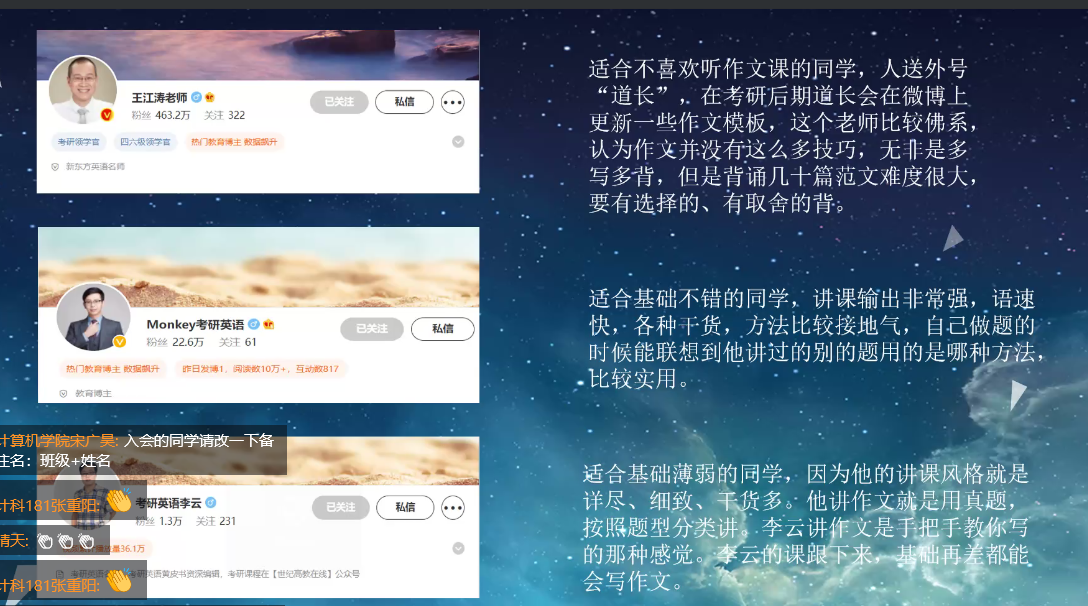 王江涛老师
已关注
私信
粉丝 463.2万 关注 322
考研领学官 四六级领学官 热门教育博主 数据飙升
新东方英语名师
适合不喜欢听作文课的同学，人送外号
“道长”，在考研后期道长会在微博上
更新一些作文模板，这个老师比较佛系，
认为作文并没有这么多技巧，无非是多
写多背，但是背诵几十篇范文难度很大，
要有选择的、有取舍的背。
Monkey考研英语
已关注
私信
粉丝 22.6万 关注 61
热门教育博主 数据飙升 昨日发博1，阅读数10万+，互动数817
教育博主
适合基础不错的同学，讲课输出非常强，语速
快，各种干货，方法比较接地气，自己做题的
时候能联想到他讲过的别的题用的是哪种方法，
比较实用。
计算机学院宋广昊: 入会的同学请改一下备
注名：班级+姓名
考研英语李云
已关注
私信
计科181张重阳:
粉丝 1.3万 关注 231
晴天:
播放量36.1万
考研英语黄皮书资深编辑，考研课程在【世纪高教在线】公众号
计科181张重阳:
适合基础薄弱的同学，因为他的讲课风格就是
详尽、细致、干货多。他讲作文就是用真题，
按照题型分类讲。李云讲作文是手把手教你写
的那种感觉。李云的课跟下来，基础再差都能
会写作文。